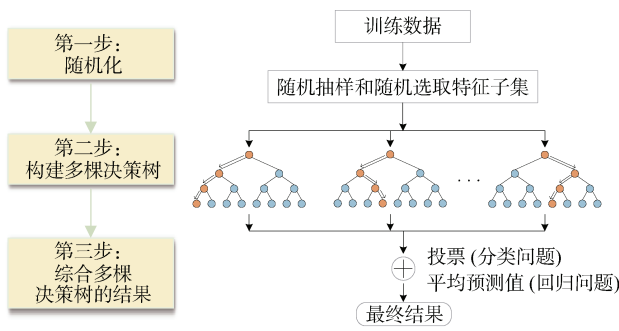 第一步：
随机化
第二步：
构建多棵决策树
第三步：
综合多棵
决策树的结果
训练数据
随机抽样和随机选取特征子集
...
投票 (分类问题)
平均预测值 (回归问题)
最终结果